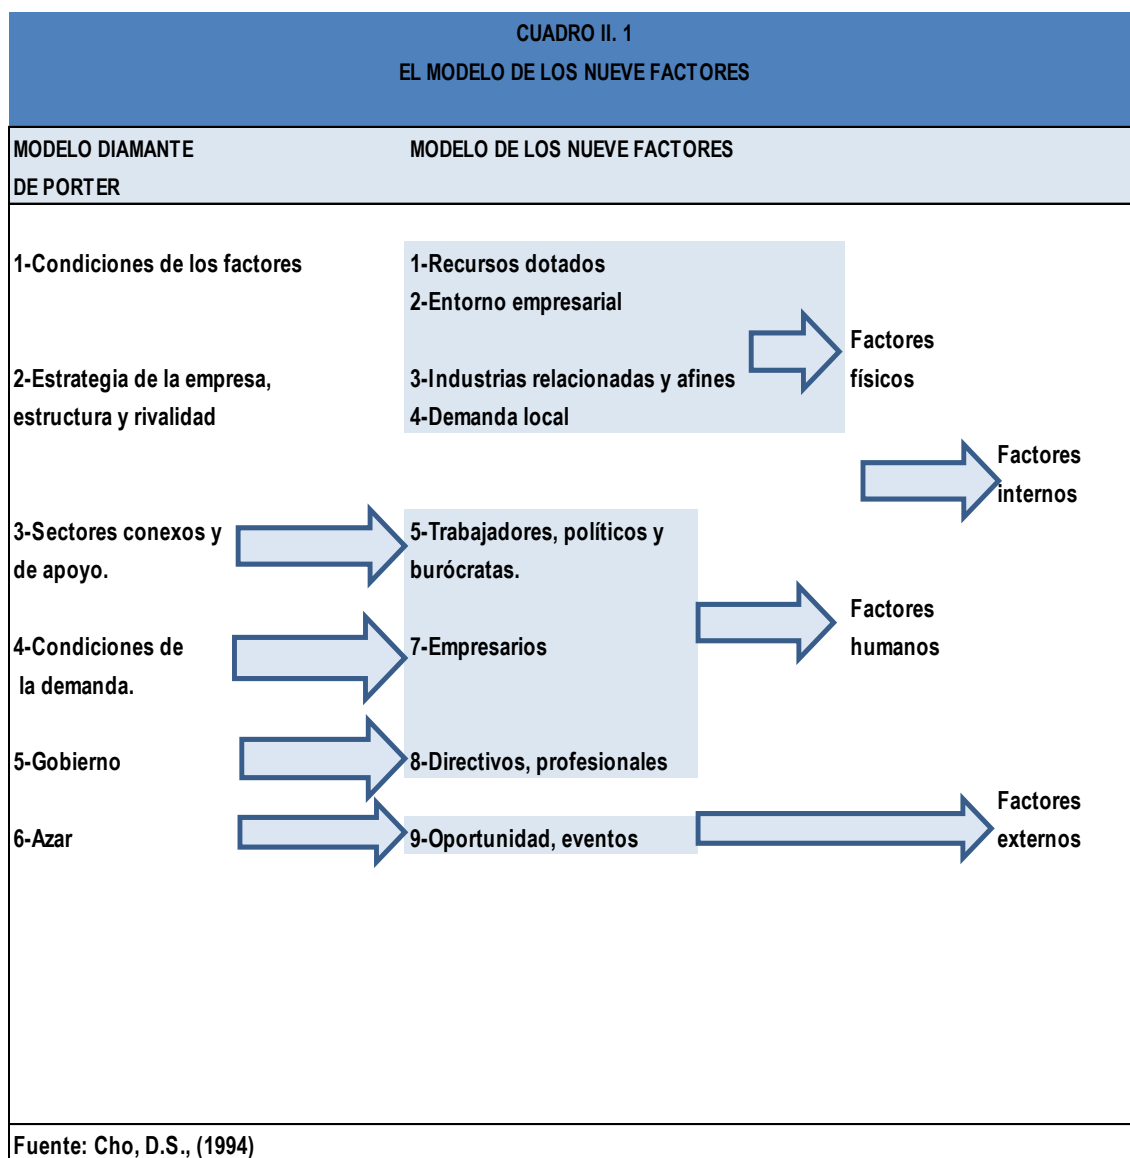 CUADRO II. 1
EL MODELO DE LOS NUEVE FACTORES
MODELO DIAMANTE
DE PORTER
MODELO DE LOS NUEVE FACTORES
1-Condiciones de los factores
1-Recursos dotados
2-Entorno empresarial
Factores
físicos
2-Estrategia de la empresa,
estructura y rivalidad
3-Industrias relacionadas y afines
4-Demanda local
Factores
internos
3-Sectores conexos y
de apoyo.
5-Trabajadores, políticos y
burócratas.
Factores
humanos
4-Condiciones de
la demanda.
7-Empresarios
5-Gobierno
8-Directivos, profesionales
Factores
externos
6-Azar
9-Oportunidad, eventos
Fuente: Cho, D.S., (1994)